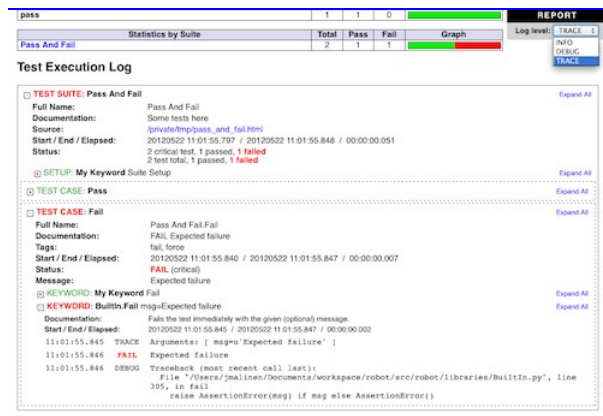 pass 1 1 0
REPORT
Log level: TRACE
INFO
DEBUG
TRACE
Statistics by Suite Total Pass Fail Graph
Pass And Fail 2 1 1
Test Execution Log
TEST SUITE: Pass And Fail Expand All
Full Name: Pass And Fail
Documentation: Some tests here
Source: /private/tmp/pass_and_fail.html
Start / End / Elapsed: 20120522 11:01:55.797 / 20120522 11:01:55.848 / 00:00:00.051
Status: 2 critical test, 1 passed, 1 failed
2 test total, 1 passed, 1 failed
SETUP: My Keyword Suite Setup Expand All
TEST CASE: Pass Expand All
TEST CASE: Fail Expand All
Full Name: Pass And Fail.Fail
Documentation: FAIL Expected failure
Tags: fail, force
Start / End / Elapsed: 20120522 11:01:55.840 / 20120522 11:01:55.847 / 00:00:00.007
Status: FAIL (critical)
Message: Expected failure
KEYWORD: My Keyword Fail Expand All
KEYWORD: BuiltIn.Fail msg=Expected failure Expand All
Documentation: Fails the test immediately with the given (optional) message.
Start / End / Elapsed: 20120522 11:01:55.845 / 20120522 11:01:55.847 / 00:00:00.002
11:01:55.845 TRACE Arguments: [ msg=u'Expected failure' ]
11:01:55.846 FAIL Expected failure
11:01:55.846 DEBUG Traceback (most recent call last):
File "/Users/jmalinen/Documents/workspace/robot/src/robot/libraries/BuiltIn.py", line
305, in fail
raise AssertionError(msg) if msg else AssertionError()